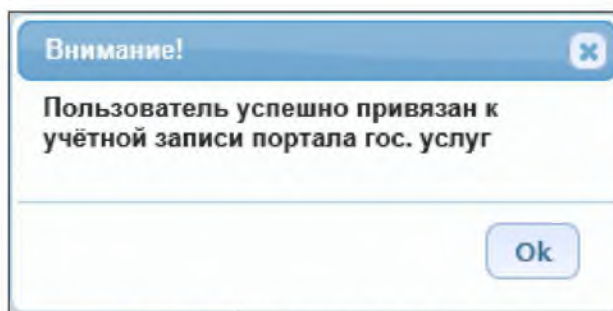 Внимание!
Пользователь успешно привязан к
учётной записи портала гос. услуг
Ok